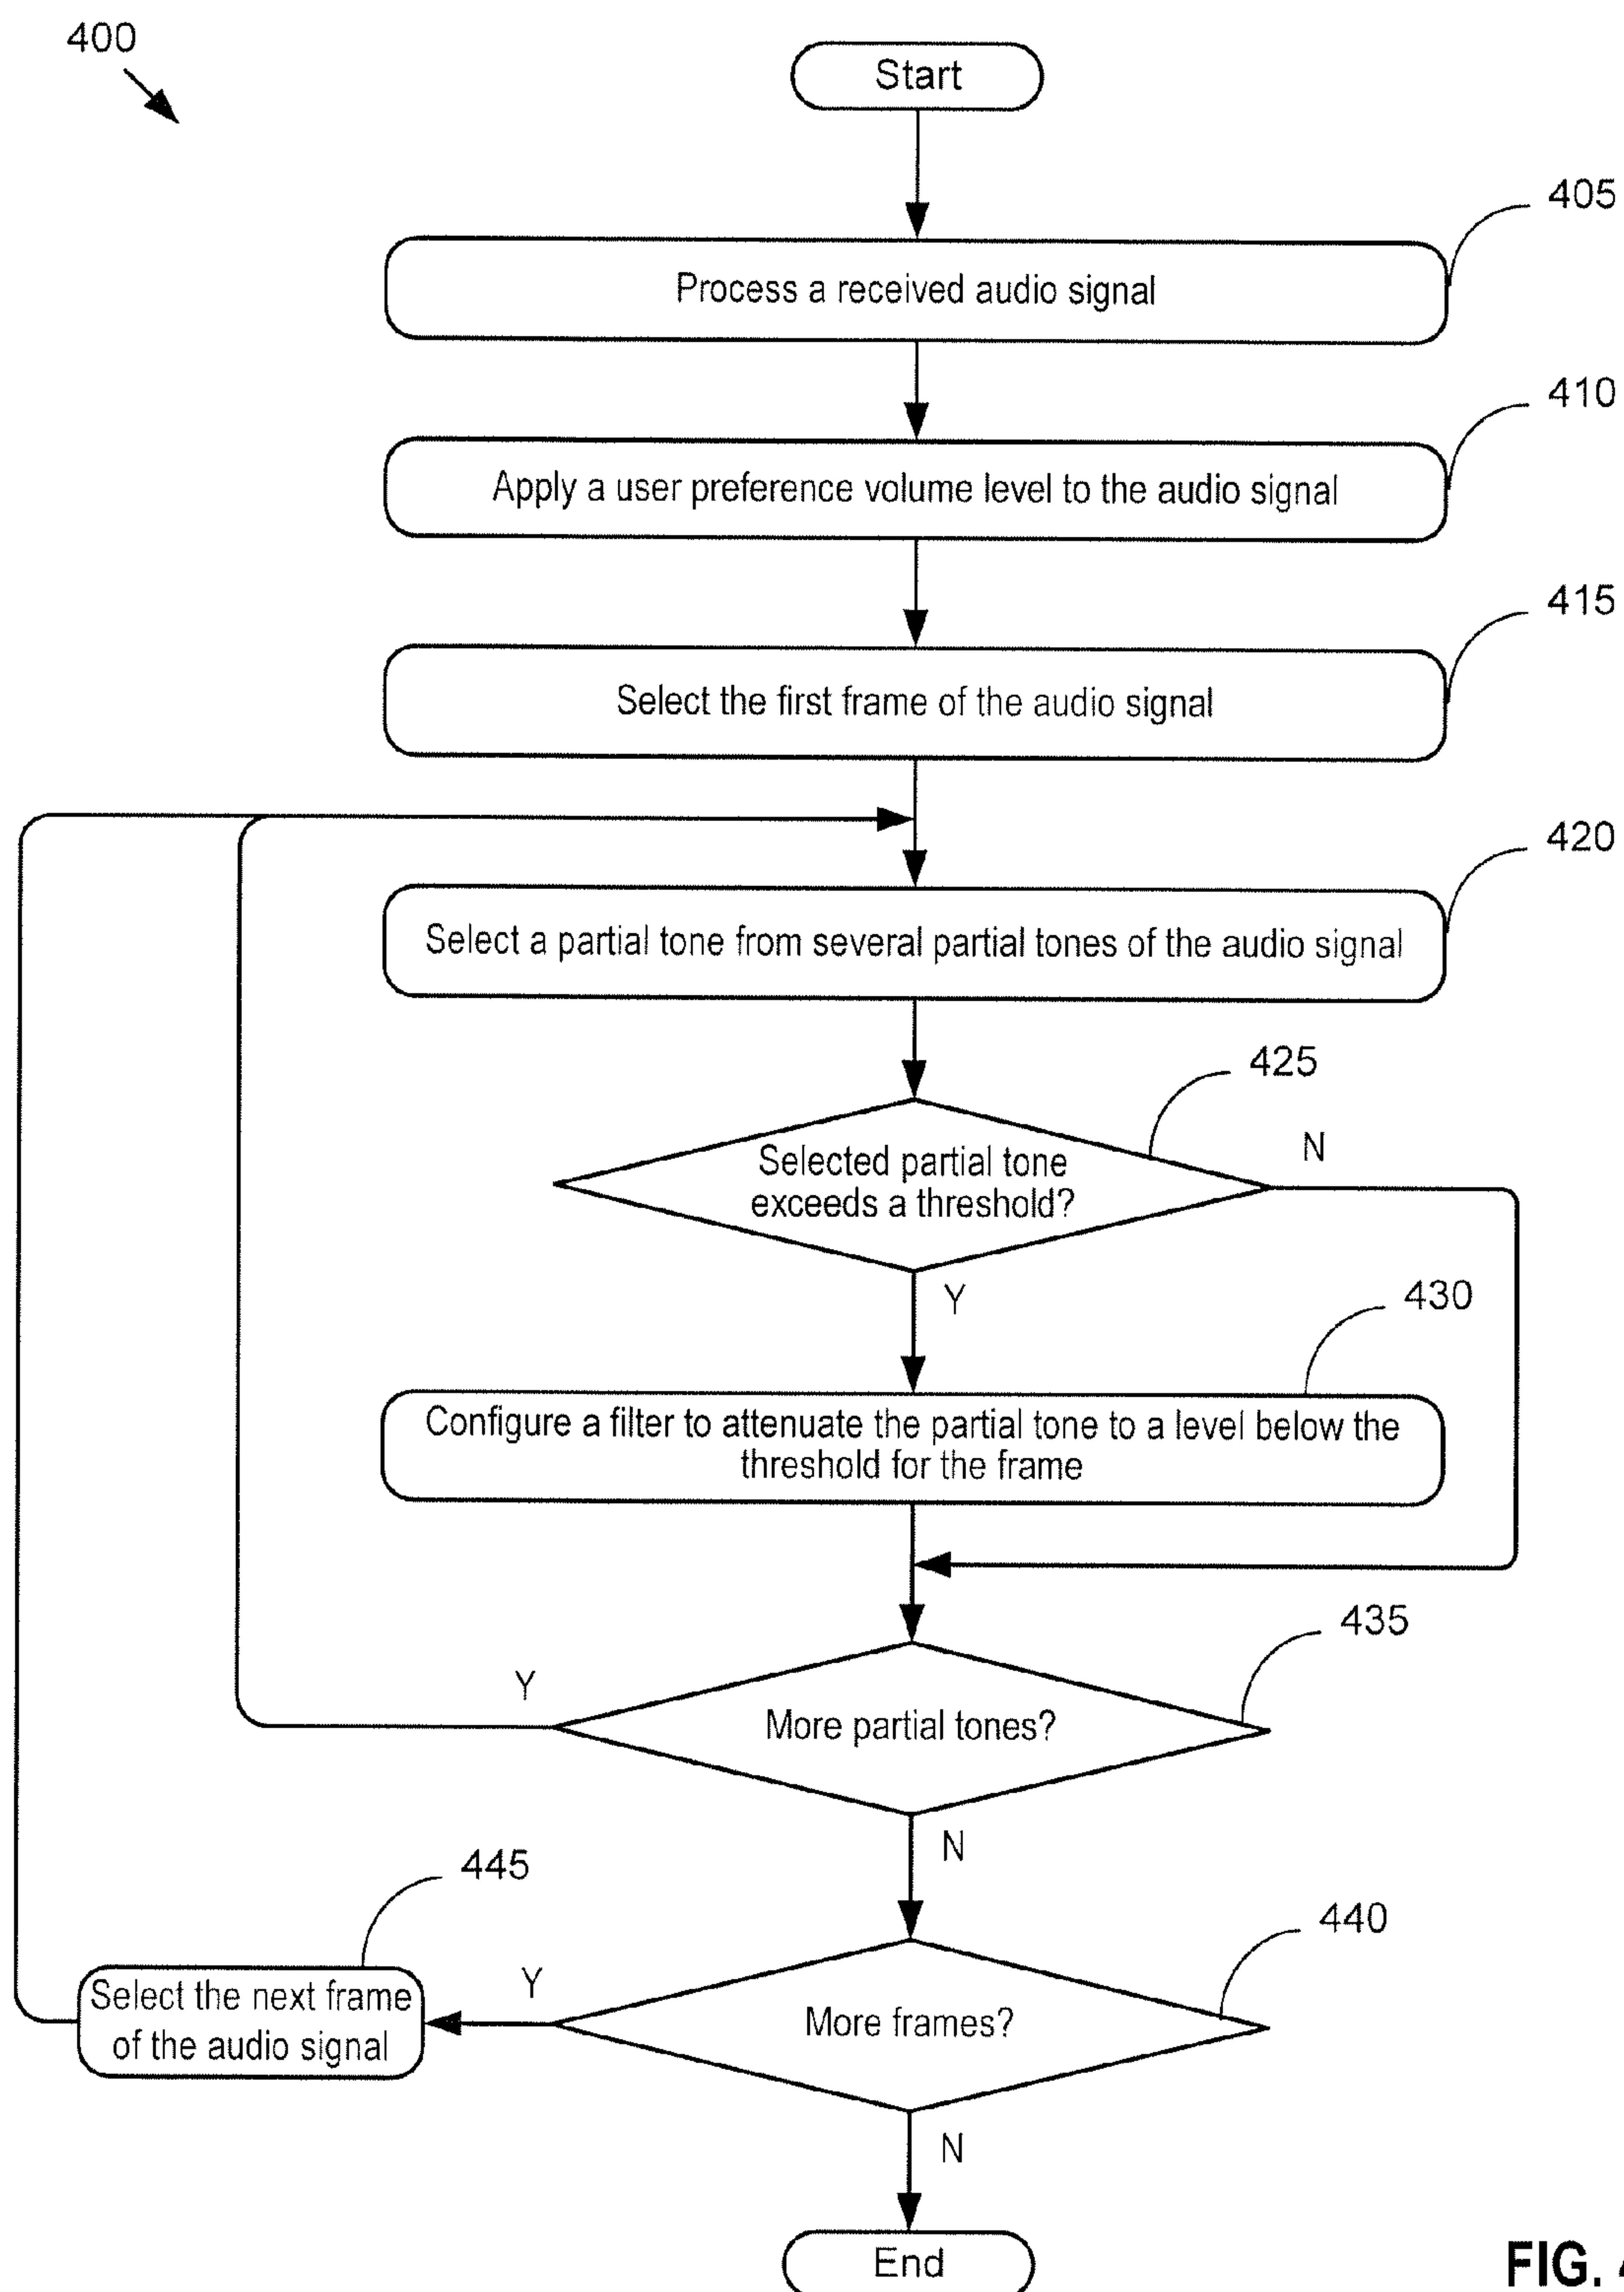 400
Start
405
Process a received audio signal
410
Apply a user preference volume level to the audio signal
415
Select the first frame of the audio signal
420
Select a partial tone from several partial tones of the audio signal
425
Selected partial tone
exceeds a threshold?
N
Y
430
Configure a filter to attenuate the partial tone to a level below the
threshold for the frame
435
Y
More partial tones?
N
445
440
Select the next frame
of the audio signal
Y
More frames?
N
End
FIG. 4